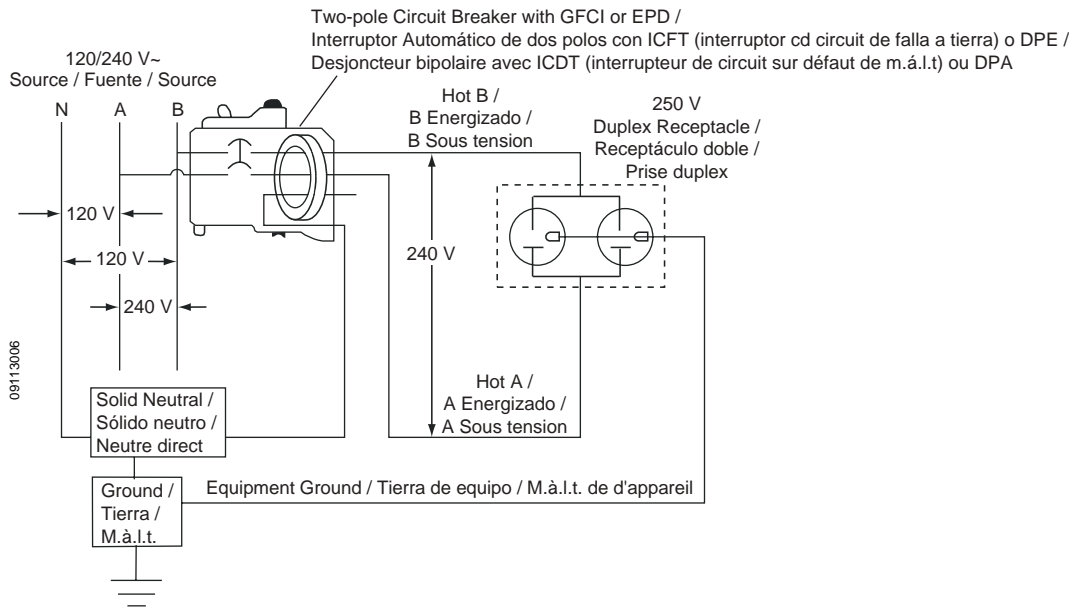 Two-pole Circuit Breaker with GFCI or EPD /
Interruptor Automático de dos polos con ICFT (interruptor cd circuit de falla a tierra) o DPE /
Desjoncteur bipolaire avec ICDT (interrupteur de circuit sur défaut de m.á.l.t) ou DPA
120/240 V~
Source / Fuente / Source
N A B
Hot B /
B Energizado /
B Sous tension
250 V
Duplex Receptacle /
Receptáculo doble /
Prise duplex
120 V
120 V
240 V
240 V
09113006
Hot A /
A Energizado /
A Sous tension
Solid Neutral /
Sólido neutro /
Neutre direct
Ground /
Tierra /
M.à.l.t.
Equipment Ground / Tierra de equipo / M.à.l.t. de d'appareil